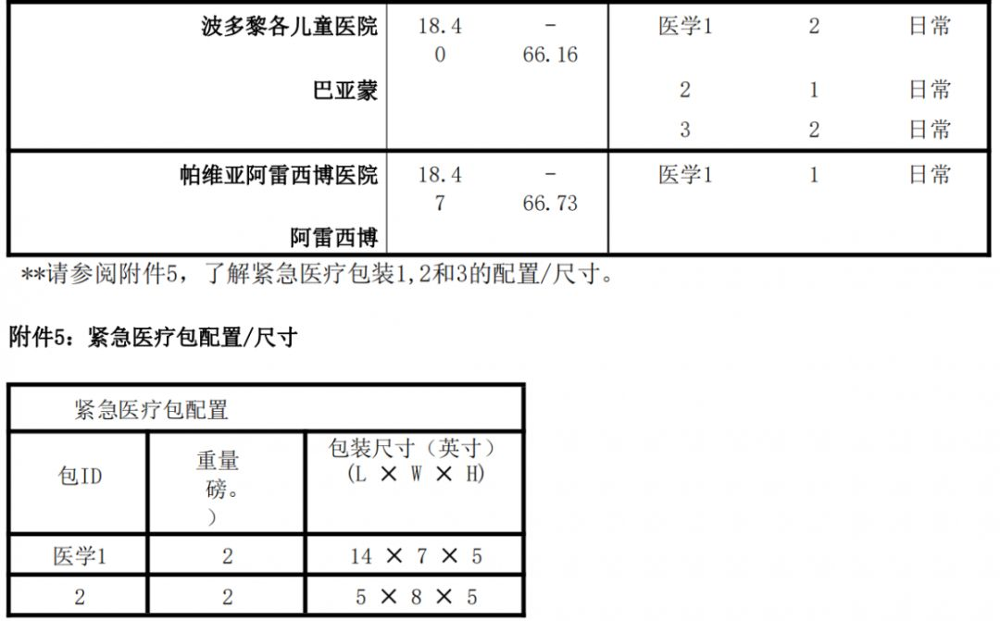 波多黎各儿童医院 18.4 - 医学1 2 日常
0 66.16
巴亚蒙 2 1 日常
3 2 日常
帕维亚阿雷西博医院 18.4 - 医学1 1 日常
7 66.73
阿雷西博
**请参阅附件5，了解紧急医疗包装1,2和3的配置/尺寸。
附件5：紧急医疗包配置/尺寸
紧急医疗包配置
包ID 重量 包装尺寸（英寸）
磅。 (L × W × H)
）
医学1 2 14 × 7 × 5
2 2 5 × 8 × 5